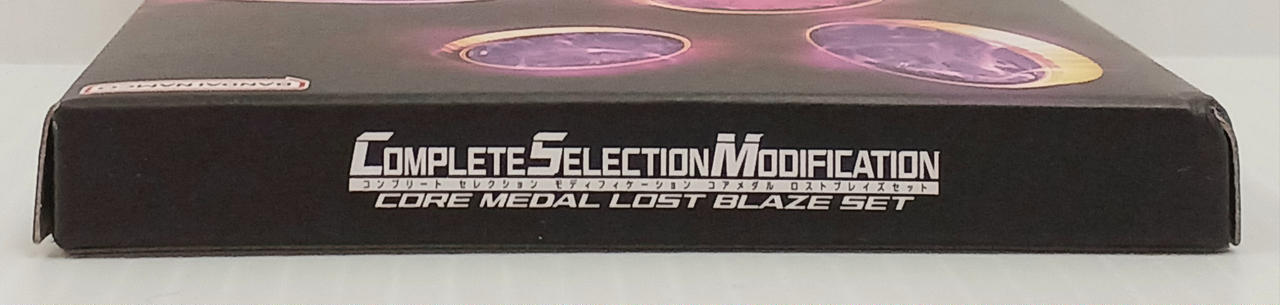 BANDAI NAMCO
COMPLETE SELECTION MODIFICATION
コンプリート セレクション モディフィケーション コアメダル ロストブレイズセット
CORE MEDAL LOST BLAZE SET